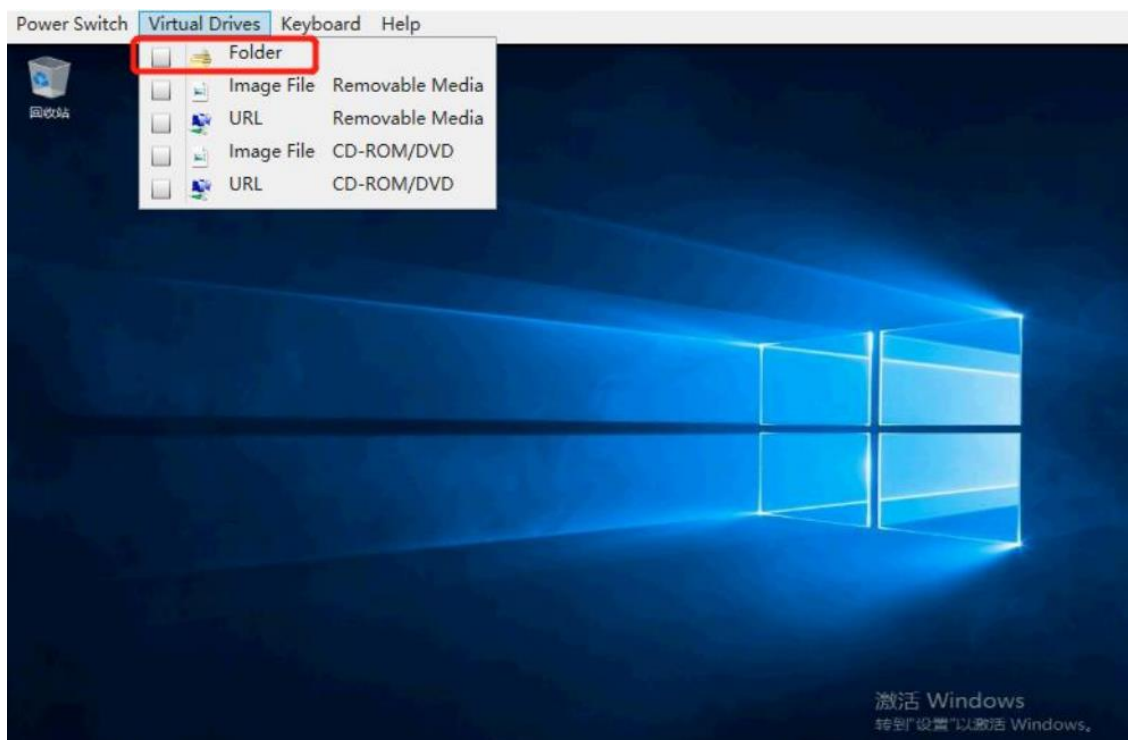 Power Switch Virtual Drives Keyboard Help
Folder
Image File Removable Media
URL Removable Media
Image File CD-ROM/DVD
URL CD-ROM/DVD
回收站
激活 Windows
转到"设置"以激活 Windows。